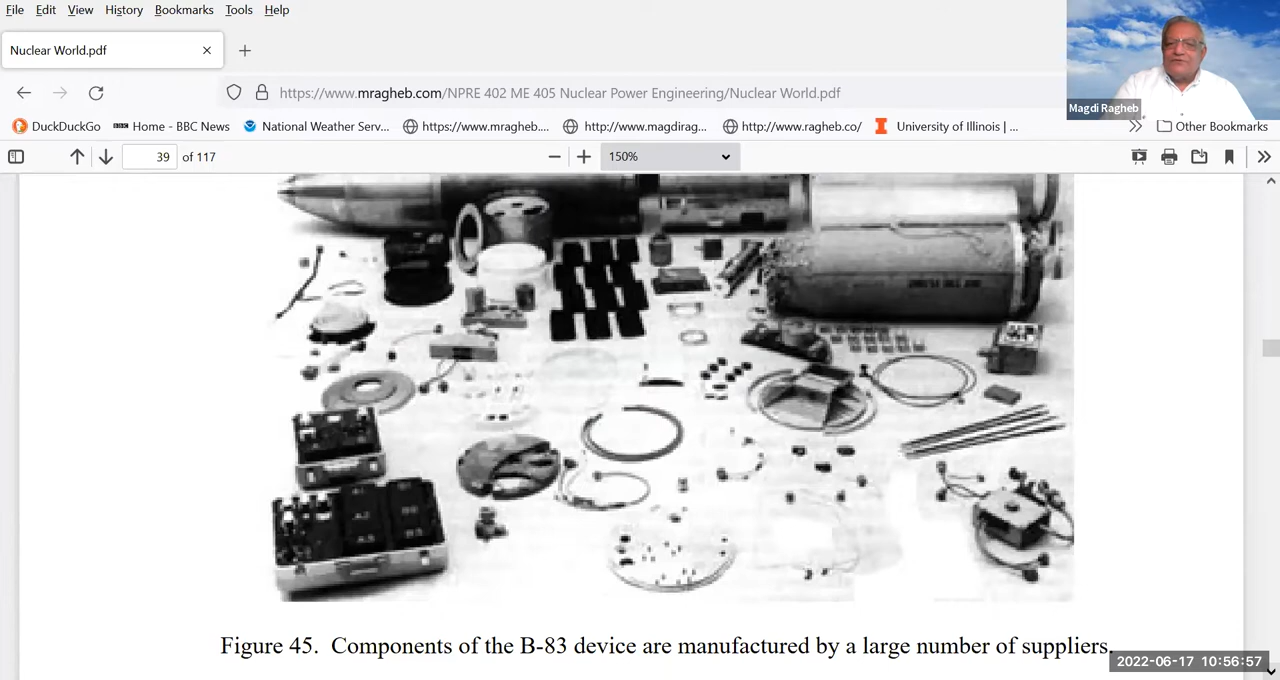 File Edit View History Bookmarks Tools Help
Nuclear World.pdf
https://www.mragheb.com/NPRE 402 ME 405 Nuclear Power Engineering/Nuclear World.pdf
Magdi Ragheb
DuckDuckGo BBC Home - BBC News National Weather Serv... https://www.mragheb.... http://www.magdirag... http://www.ragheb.co/ I University of Illinois | ... Other Bookmarks
39 of 117 150%
Figure 45. Components of the B-83 device are manufactured by a large number of suppliers.
2022-06-17 10:56:57